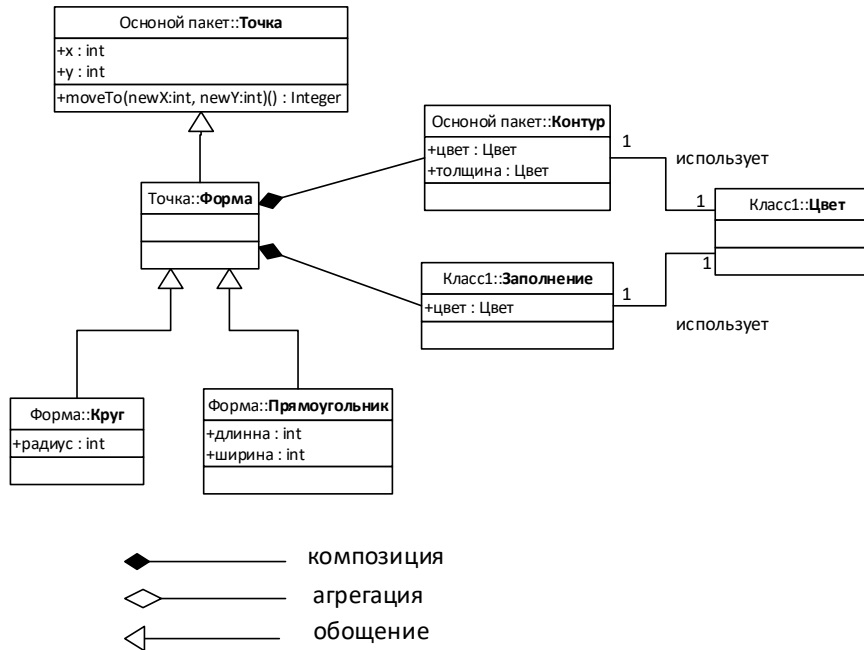 Осноной пакет::Точка
+x : int
+y : int
+moveTo(newX:int, newY:int)() : Integer
Осноной пакет::Контур
+цвет : Цвет
+толщина : Цвет
1
использует
1
Точка::Форма
Класс1::Цвет
Класс1::Заполнение
+цвет : Цвет
1
1
использует
Форма::Круг
+радиус : int
Форма::Прямоугольник
+длинна : int
+ширина : int
композиция
агрегация
обощение